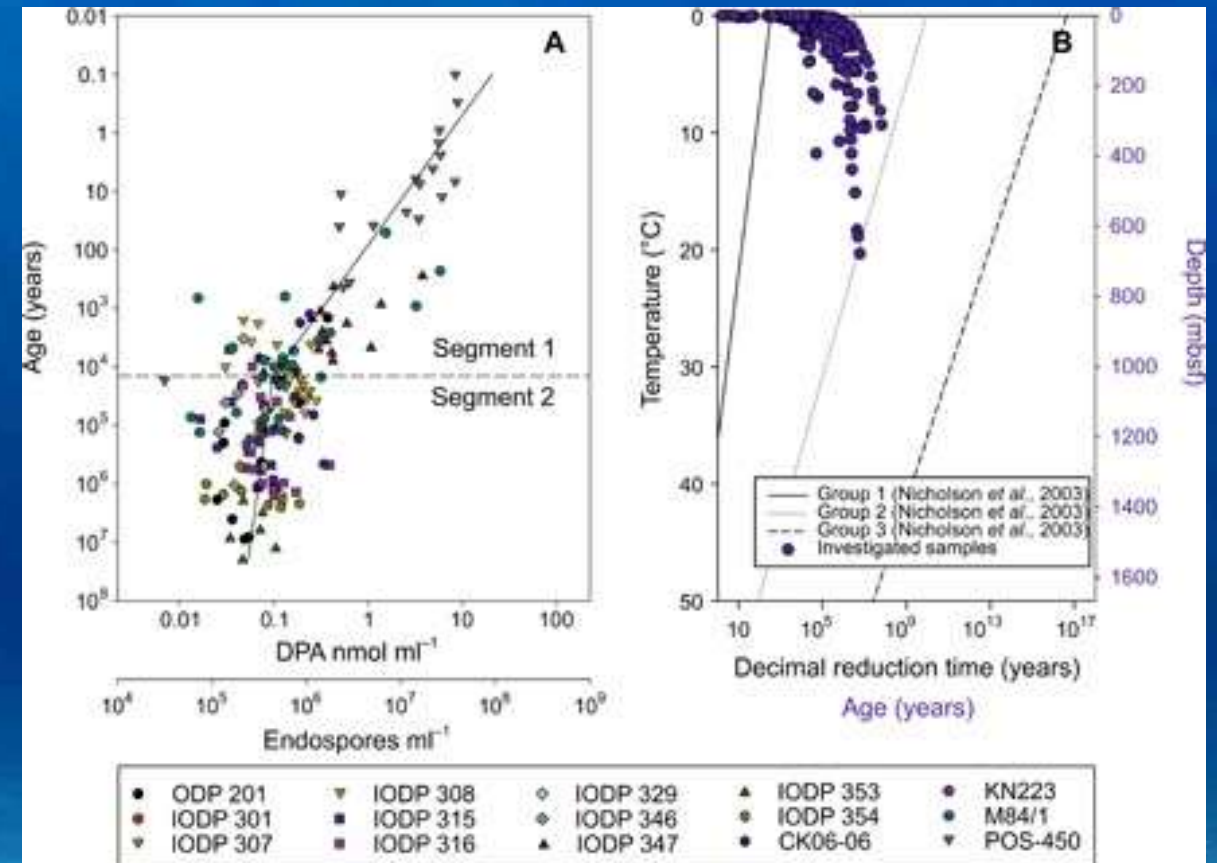 A
B
Age (years)
0.01
0.1
1
10
100
10³
10⁴
10⁵
10⁶
10⁷
10⁸
Segment 1
Segment 2
0.01 0.1 1 10 100
DPA nmol ml⁻¹
10⁴ 10⁵ 10⁶ 10⁷ 10⁸ 10⁹
Endospores ml⁻¹
Temperature (°C)
0
10
20
30
40
50
Depth (mbsf)
0
200
400
600
800
1000
1200
1400
1600
Group 1 (Nicholson et al., 2003)
Group 2 (Nicholson et al., 2003)
Group 3 (Nicholson et al., 2003)
Investigated samples
10 10⁵ 10⁹ 10¹³ 10¹⁷
Decimal reduction time (years)
Age (years)
ODP 201 IODP 308 IODP 329 IODP 353 KN223
IODP 301 IODP 315 IODP 346 IODP 354 M84/1
IODP 307 IODP 316 IODP 347 CK06-06 POS-450